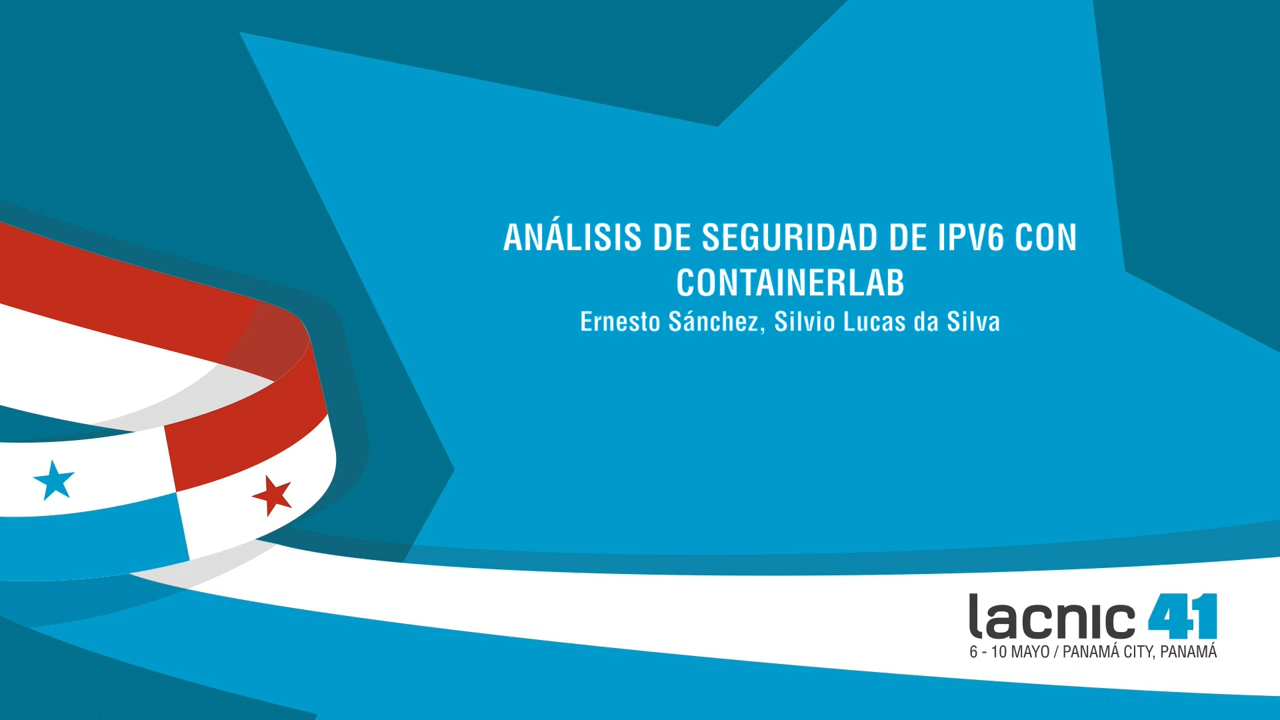 ANÁLISIS DE SEGURIDAD DE IPV6 CON
CONTAINERLAB
Ernesto Sánchez, Silvio Lucas da Silva
lacnic 41
6 - 10 MAYO / PANAMÁ CITY, PANAMÁ